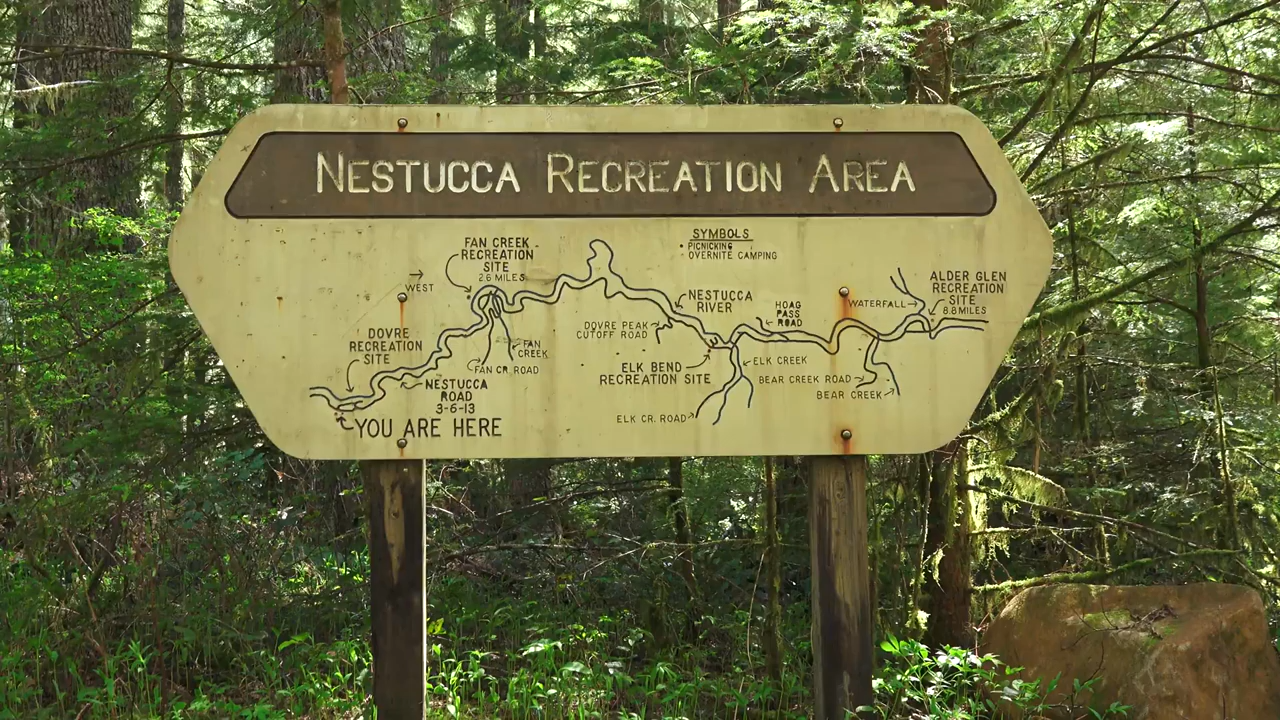 NESTUCCA RECREATION AREA
SYMBOLS
• PICNICKING
OVERNITE CAMPING
FAN CREEK
RECREATION
SITE
2.6 MILES
WEST
DOVRE
RECREATION
SITE
NESTUCCA
ROAD
3-6-13
YOU ARE HERE
FAN
CREEK
FAN CR. ROAD
NESTUCCA
RIVER
DOVRE PEAK
CUTOFF ROAD
HOAG
PASS
ROAD
ELK BEND
RECREATION SITE
ELK CREEK
ELK CR. ROAD
WATERFALL
ALDER GLEN
RECREATION
SITE
8.8 MILES
BEAR CREEK ROAD
BEAR CREEK